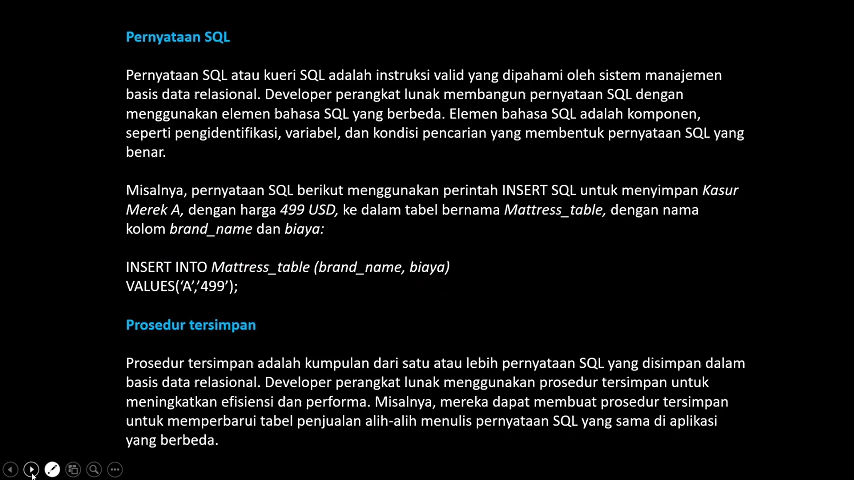 Pernyataan SQL
Pernyataan SQL atau kueri SQL adalah instruksi valid yang dipahami oleh sistem manajemen
basis data relasional. Developer perangkat lunak membangun pernyataan SQL dengan
menggunakan elemen bahasa SQL yang berbeda. Elemen bahasa SQL adalah komponen,
seperti pengidentifikasi, variabel, dan kondisi pencarian yang membentuk pernyataan SQL yang
benar.
Misalnya, pernyataan SQL berikut menggunakan perintah INSERT SQL untuk menyimpan Kasur
Merek A, dengan harga 499 USD, ke dalam tabel bernama Mattress_table, dengan nama
kolom brand_name dan biaya:
INSERT INTO Mattress_table (brand_name, biaya)
VALUES(‘A’,’499’);
Prosedur tersimpan
Prosedur tersimpan adalah kumpulan dari satu atau lebih pernyataan SQL yang disimpan dalam
basis data relasional. Developer perangkat lunak menggunakan prosedur tersimpan untuk
meningkatkan efisiensi dan performa. Misalnya, mereka dapat membuat prosedur tersimpan
untuk memperbarui tabel penjualan alih-alih menulis pernyataan SQL yang sama di aplikasi
yang berbeda.